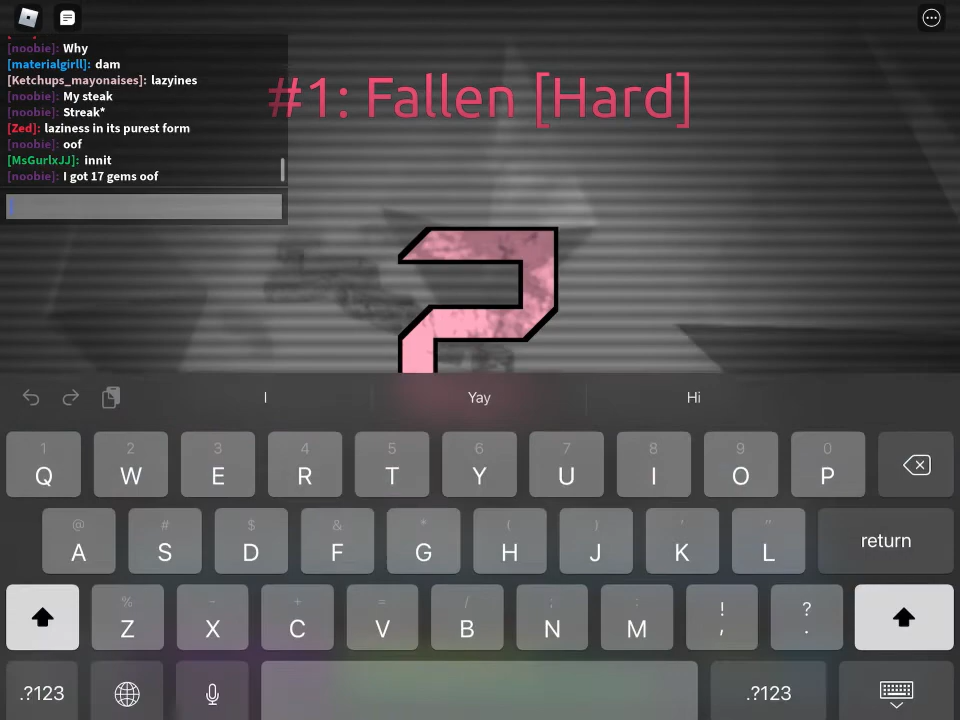 [noobie]: Why
[materialgirll]: dam
[Ketchups_mayonaises]: lazyines
[noobie]: My steak
[noobie]: Streak*
[Zed]: laziness in its purest form
[noobie]: oof
[MsGurlxJJ]: innit
[noobie]: I got 17 gems oof
#1: Fallen [Hard]
?
I Yay Hi
1 2 3 4 5 6 7 8 9 0
Q W E R T Y U I O P
@ # $ & * ( ) ' "
A S D F G H J K L return
% - + = / ; : ! ?
Z X C V B N M , .
.?123 .?123